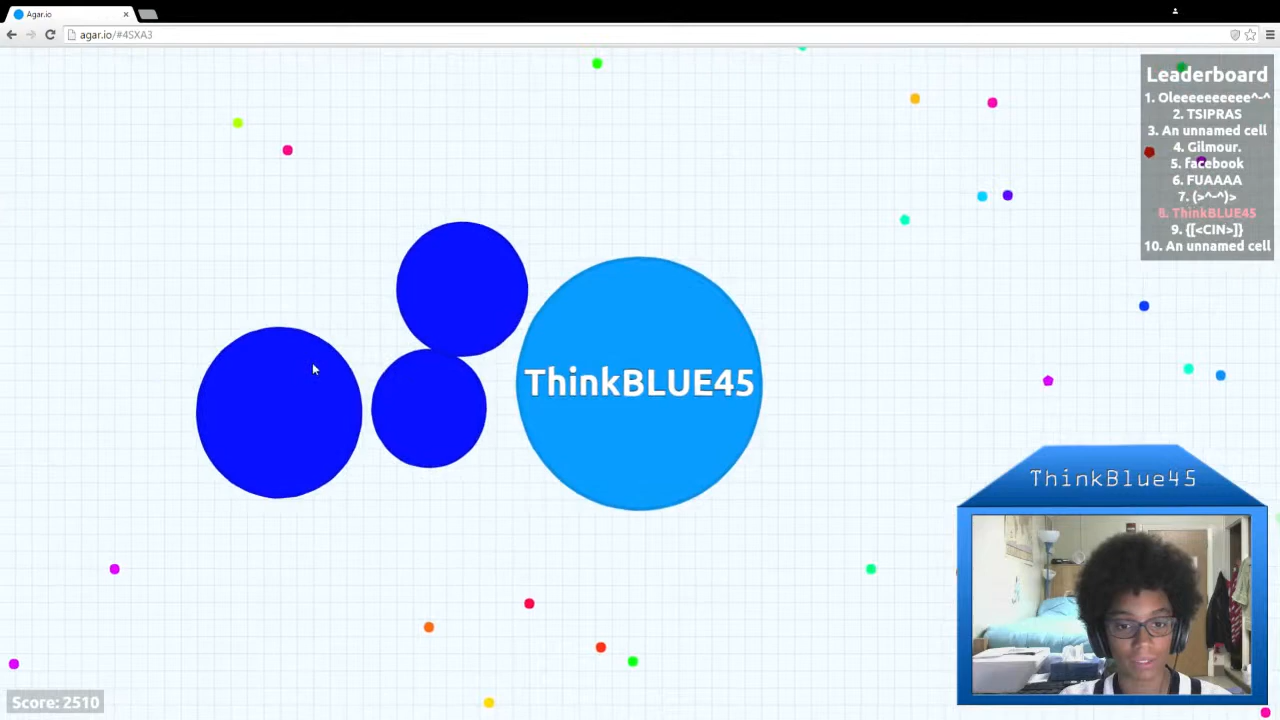 Agar.io
agar.io/#4SXA3
Leaderboard
1. Oleeeeeeeeee^-^
2. TSIPRAS
3. An unnamed cell
4. Gilmour.
5. facebook
6. FUAAAA
7. (>^-^)>
8. ThinkBLUE45
9. {[<CIN>]}
10. An unnamed cell
ThinkBLUE45
ThinkBlue45
Score: 2510